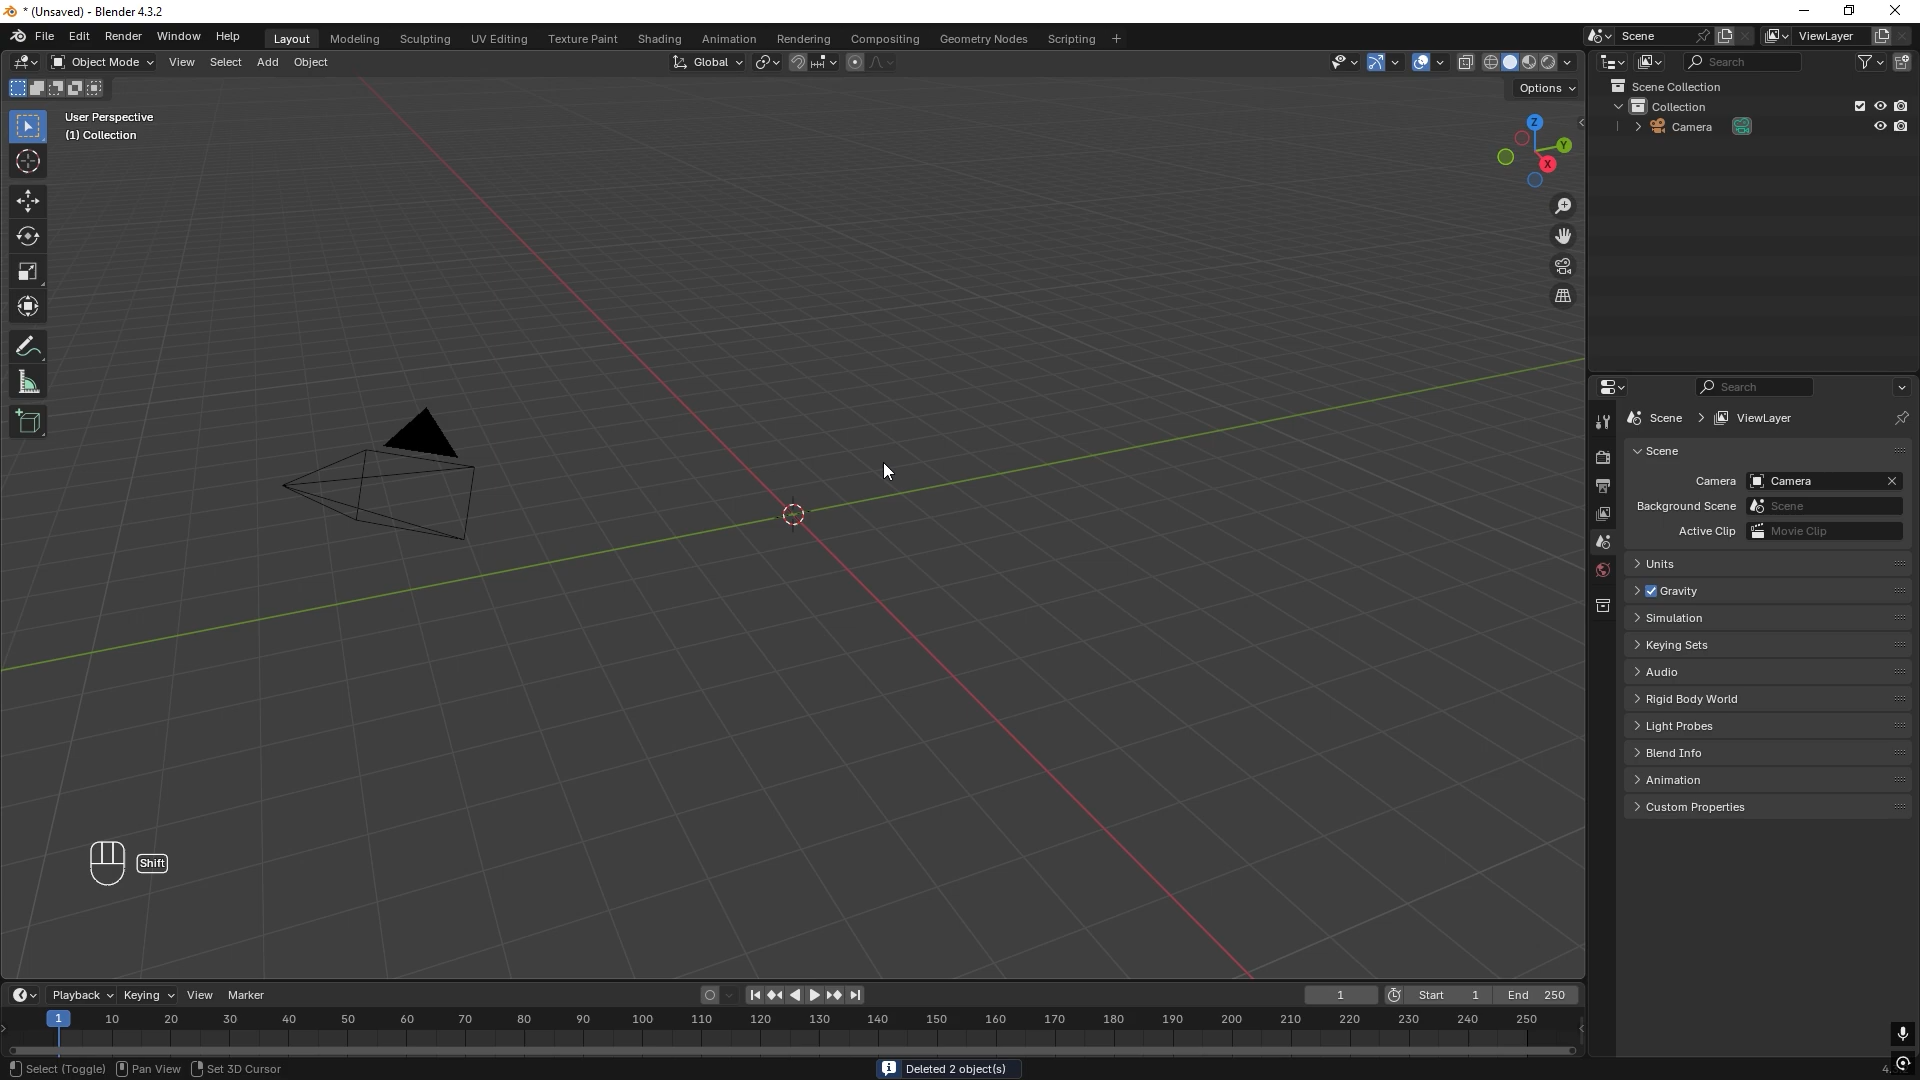 * (Unsaved) - Blender 4.3.2
File Edit Render Window Help
Layout Modeling Sculpting UV Editing Texture Paint Shading Animation Rendering Compositing Geometry Nodes Scripting +
Scene
ViewLayer
Object Mode View Select Add Object
Global
Search
Options
User Perspective
(1) Collection
Z
Y
X
Scene Collection
Collection
Camera
Search
Scene > ViewLayer
Scene
Camera Camera
Background Scene Scene
Active Clip Movie Clip
Units
Gravity
Simulation
Keying Sets
Audio
Rigid Body World
Light Probes
Blend Info
Animation
Custom Properties
Shift
Playback Keying View Marker
1
Start 1
End 250
1 10 20 30 40 50 60 70 80 90 100 110 120 130 140 150 160 170 180 190 200 210 220 230 240 250
Select (Toggle) Pan View Set 3D Cursor
Deleted 2 object(s)